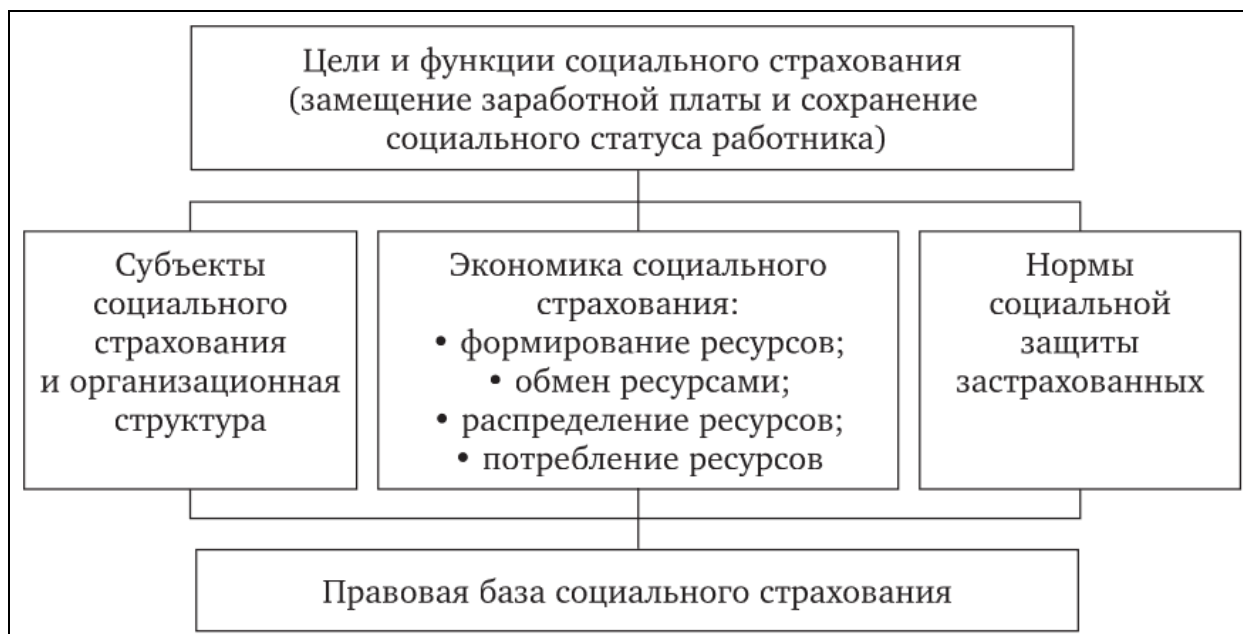 Цели и функции социального страхования
(замещение заработной платы и сохранение
социального статуса работника)
Субъекты
социального
страхования
и организационная
структура
Экономика социального
страхования:
• формирование ресурсов;
• обмен ресурсами;
• распределение ресурсов;
• потребление ресурсов
Нормы
социальной
защиты
застрахованных
Правовая база социального страхования